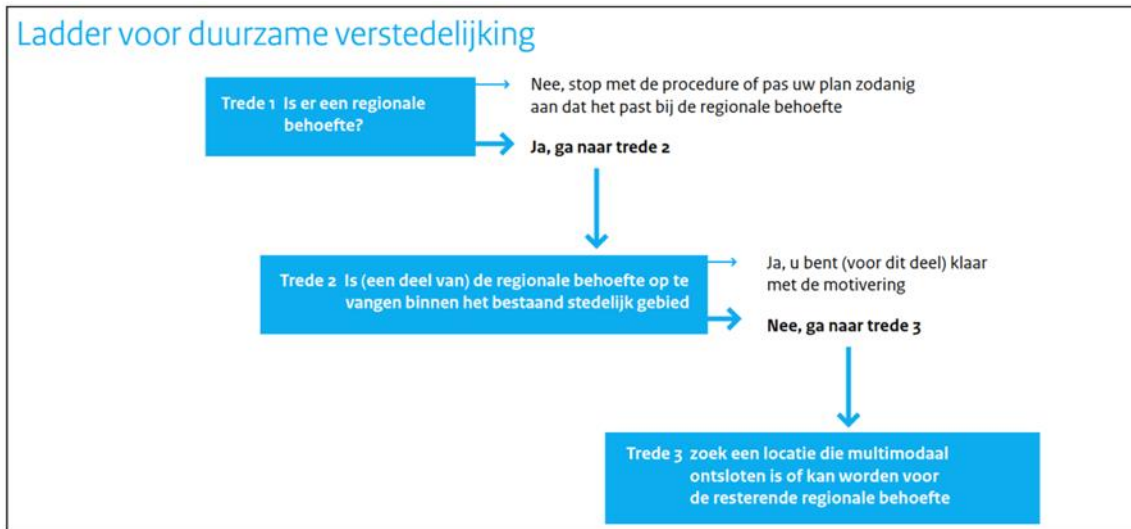 Ladder voor duurzame verstedelijking
Trede 1 Is er een regionale
behoefte?
Nee, stop met de procedure of pas uw plan zodanig
aan dat het past bij de regionale behoefte
Ja, ga naar trede 2
Trede 2 Is (een deel van) de regionale behoefte op te
vangen binnen het bestaand stedelijk gebied
Ja, u bent (voor dit deel) klaar
met de motivering
Nee, ga naar trede 3
Trede 3 zoek een locatie die multimodaal
ontsloten is of kan worden voor
de resterende regionale behoefte